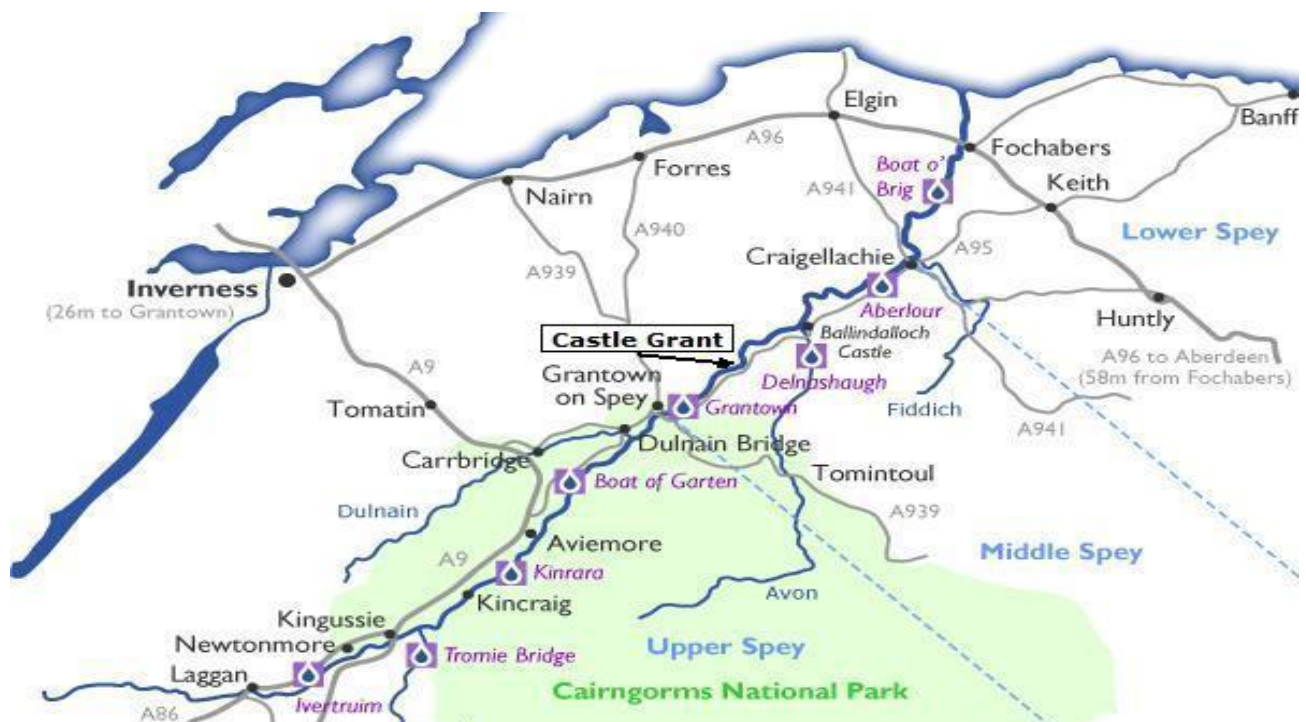 Elgin
Banff
A96
Fochabers
Forres
Boat o'
Brig
Keith
A941
Nairn
A940
Lower Spey
A95
Craigellachie
A939
Inverness
(26m to Grantown)
Aberlour
Huntly
Castle Grant
Ballindalloch
Castle
A96 to Aberdeen
(58m from Fochabers)
A9
Grantown
on Spey
Delnashaugh
Fiddich
Tomatin
Grantown
A941
Dulnain Bridge
Carrbridge
Tomintoul
Boat of Garten
Dulnain
A939
Aviemore
Middle Spey
A9
Kinrara
Avon
Kincraig
Kingussie
Newtonmore
Upper Spey
Tromie Bridge
Laggan
Cairngorms National Park
Ivertruim
A86